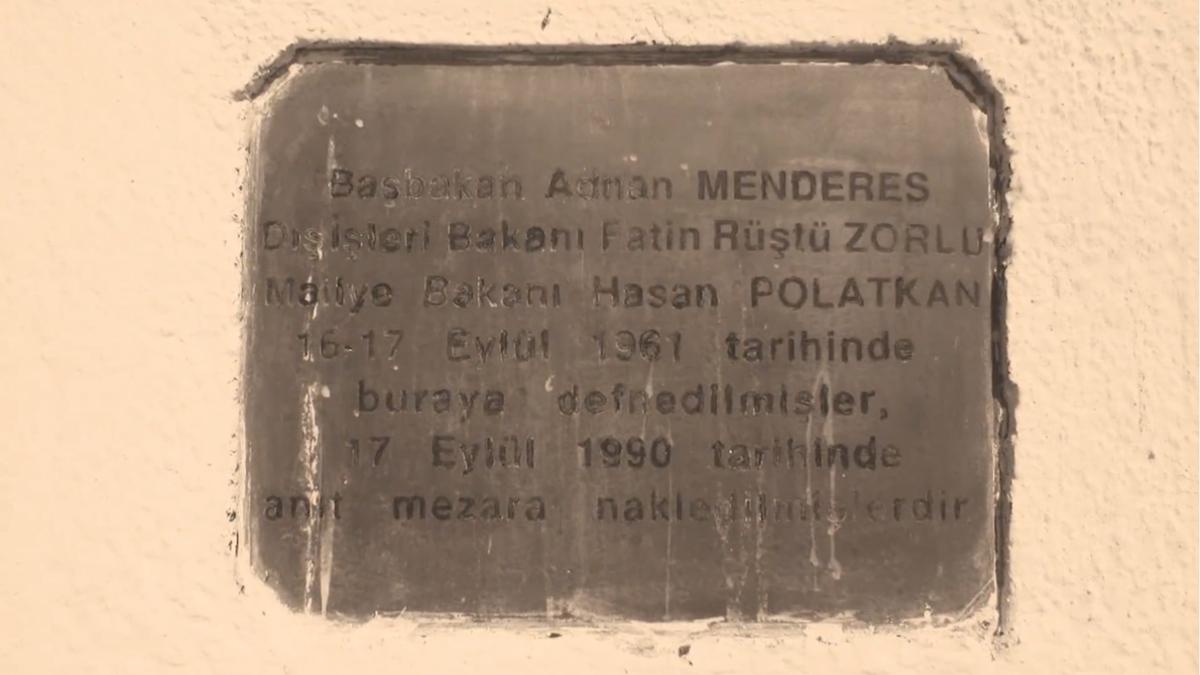 Başbakan Adnan MENDERES
Dışişleri Bakanı Fatin Rüştü ZORLU
Maliye Bakanı Hasan POLATKAN
16-17 Eylül 1961 tarihinde
buraya defnedilmişler,
17 Eylül 1990 tarihinde
anıt mezara nakledilmişlerdir